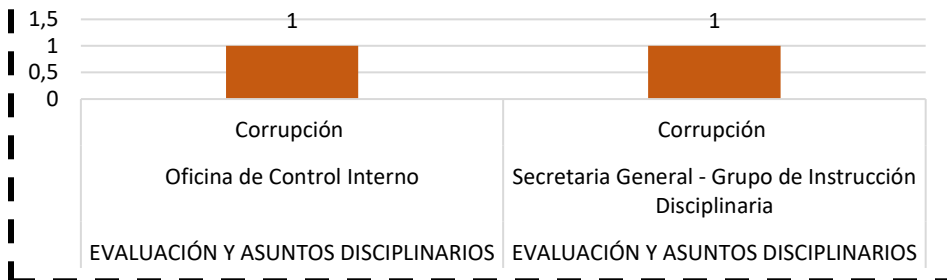 1,5
1
0,5
0
1
1
Corrupción
Corrupción
Oficina de Control Interno
Secretaria General - Grupo de Instrucción
Disciplinaria
EVALUACIÓN Y ASUNTOS DISCIPLINARIOS
EVALUACIÓN Y ASUNTOS DISCIPLINARIOS